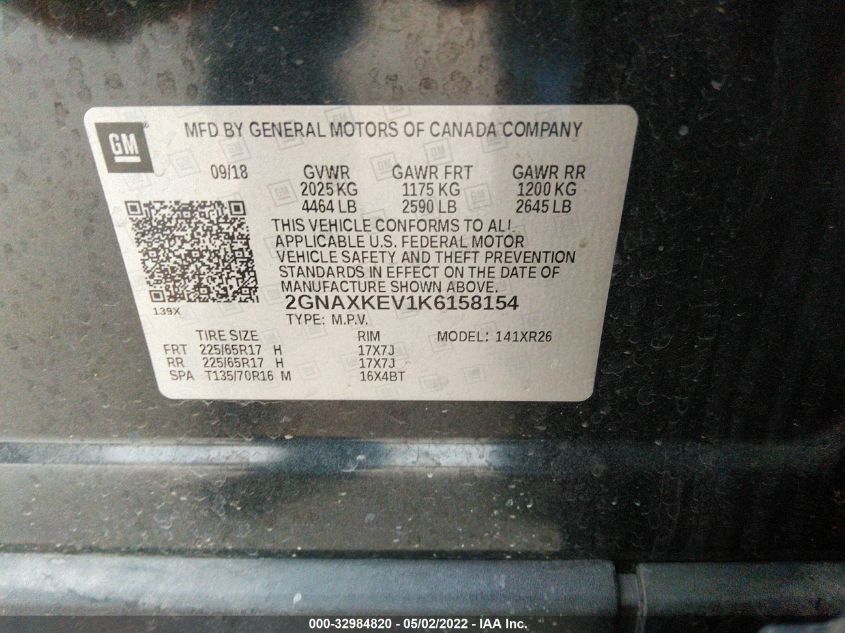 GM
MFD BY GENERAL MOTORS OF CANADA COMPANY
09/18 GVWR GAWR FRT GAWR RR
2025 KG 1175 KG 1200 KG
4464 LB 2590 LB 2645 LB
THIS VEHICLE CONFORMS TO ALL
APPLICABLE U.S. FEDERAL MOTOR
VEHICLE SAFETY AND THEFT PREVENTION
STANDARDS IN EFFECT ON THE DATE OF
MANUFACTURE SHOWN ABOVE.
139X 2GNAXKEV1K6158154
TYPE: M.P.V.
TIRE SIZE RIM MODEL: 141XR26
FRT 225/65R17 H 17X7J
RR 225/65R17 H 17X7J
SPA T135/70R16 M 16X4BT
000-32984820 - 05/02/2022 - IAA Inc.